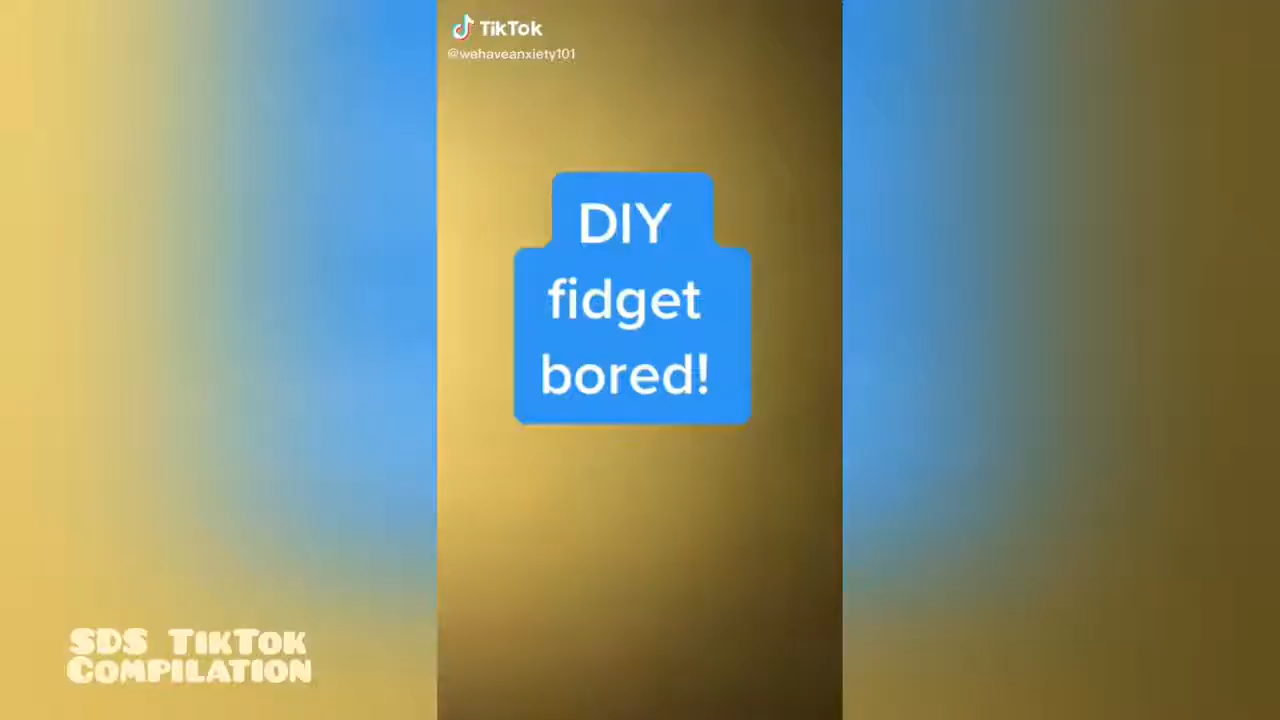 TikTok
@wehaveanxiety101
DIY
fidget
bored!
SDS TikTok
Compilation